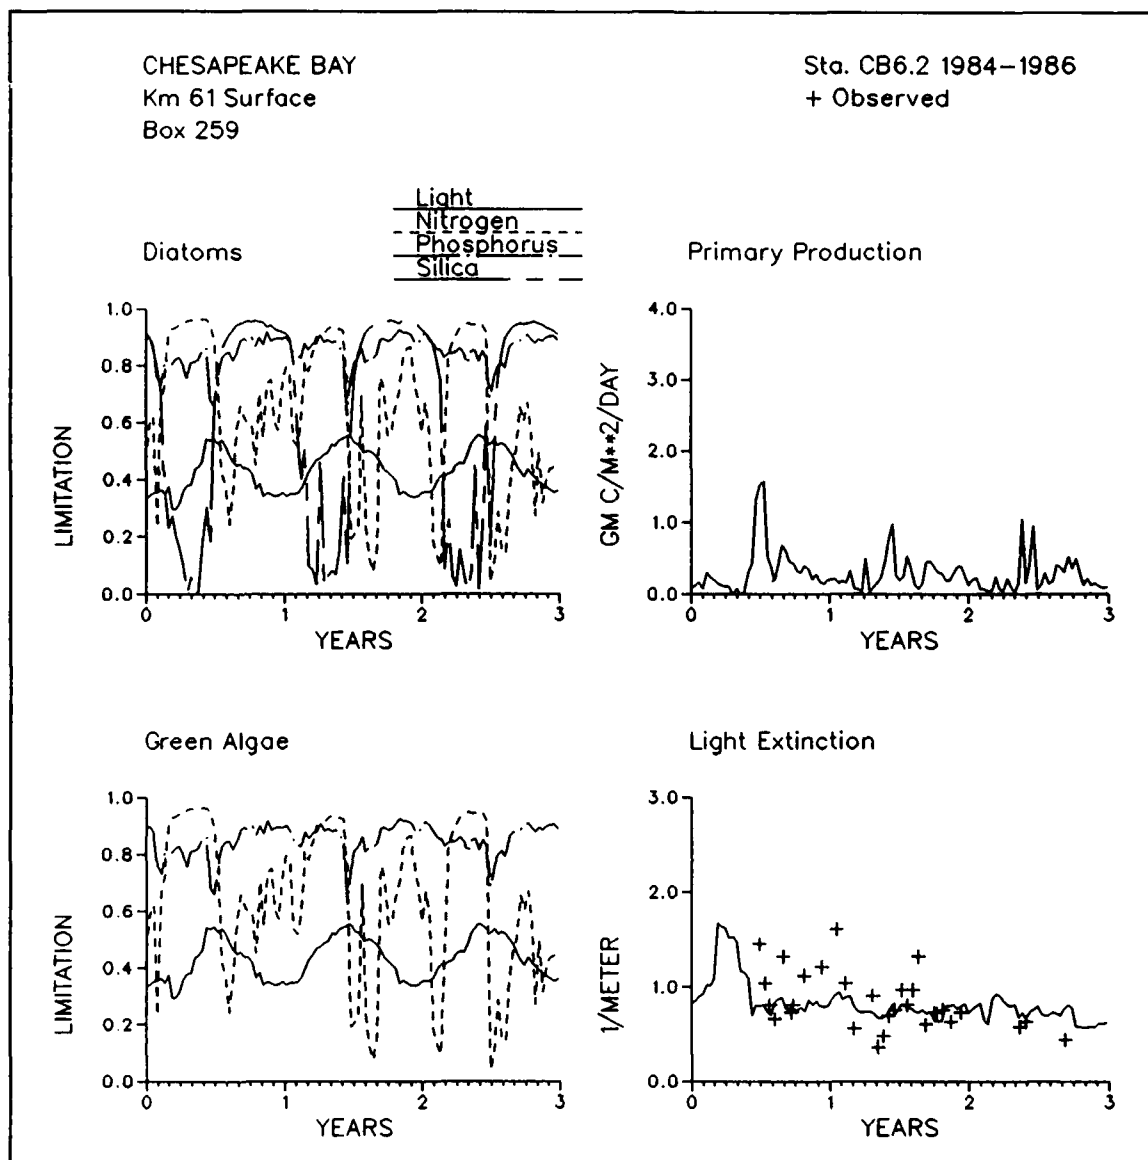 CHESAPEAKE BAY
Km 61 Surface
Box 259
Sta. CB6.2 1984-1986
+ Observed
Light
Nitrogen
Phosphorus
Silica
Diatoms
1.0
0.8
0.6
0.4
0.2
0.0
LIMITATION
0 1 2 3
YEARS
Primary Production
4.0
3.0
2.0
1.0
0.0
GM C/M**2/DAY
0 1 2 3
YEARS
Green Algae
1.0
0.8
0.6
0.4
0.2
0.0
LIMITATION
0 1 2 3
YEARS
Light Extinction
3.0
2.0
1.0
0.0
1/METER
0 1 2 3
YEARS